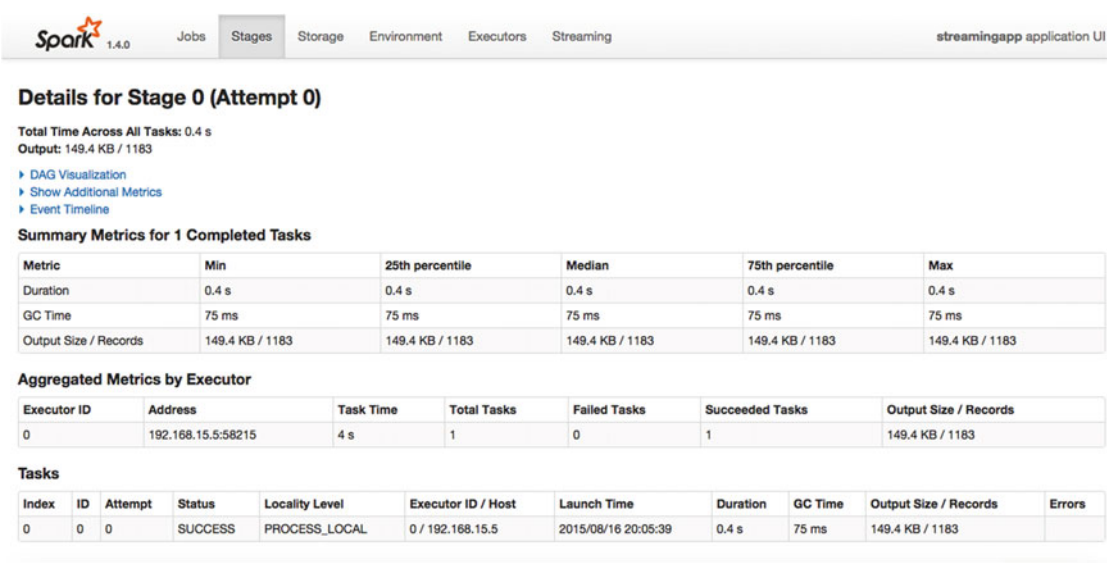 Spark 1.4.0 Jobs Stages Storage Environment Executors Streaming streamingapp application UI
Details for Stage 0 (Attempt 0)
Total Time Across All Tasks: 0.4 s
Output: 149.4 KB / 1183
DAG Visualization
Show Additional Metrics
Event Timeline
Summary Metrics for 1 Completed Tasks
Metric Min 25th percentile Median 75th percentile Max
Duration 0.4 s 0.4 s 0.4 s 0.4 s 0.4 s
GC Time 75 ms 75 ms 75 ms 75 ms 75 ms
Output Size / Records 149.4 KB / 1183 149.4 KB / 1183 149.4 KB / 1183 149.4 KB / 1183 149.4 KB / 1183
Aggregated Metrics by Executor
Executor ID Address Task Time Total Tasks Failed Tasks Succeeded Tasks Output Size / Records
0 192.168.15.5:58215 4 s 1 0 1 149.4 KB / 1183
Tasks
Index ID Attempt Status Locality Level Executor ID / Host Launch Time Duration GC Time Output Size / Records Errors
0 0 0 SUCCESS PROCESS_LOCAL 0 / 192.168.15.5 2015/08/16 20:05:39 0.4 s 75 ms 149.4 KB / 1183